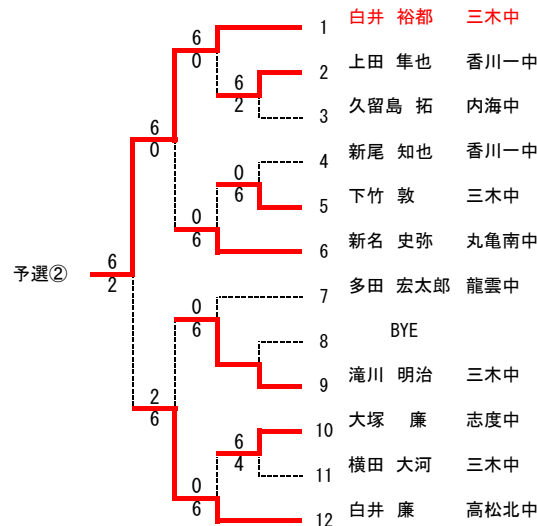 1 白井 裕都 三木中
6
0
2 上田 隼也 香川一中
6
2
3 久留島 拓 内海中
6
0
4 新尾 知也 香川一中
0
6
5 下竹 敦 三木中
0
6
6 新名 史弥 丸亀南中
予選②
6
2
7 多田 宏太郎 龍雲中
0
6
8 BYE
9 滝川 明治 三木中
2
6
10 大塚 廉 志度中
6
4
11 横田 大河 三木中
0
6
12 白井 廉 高松北中